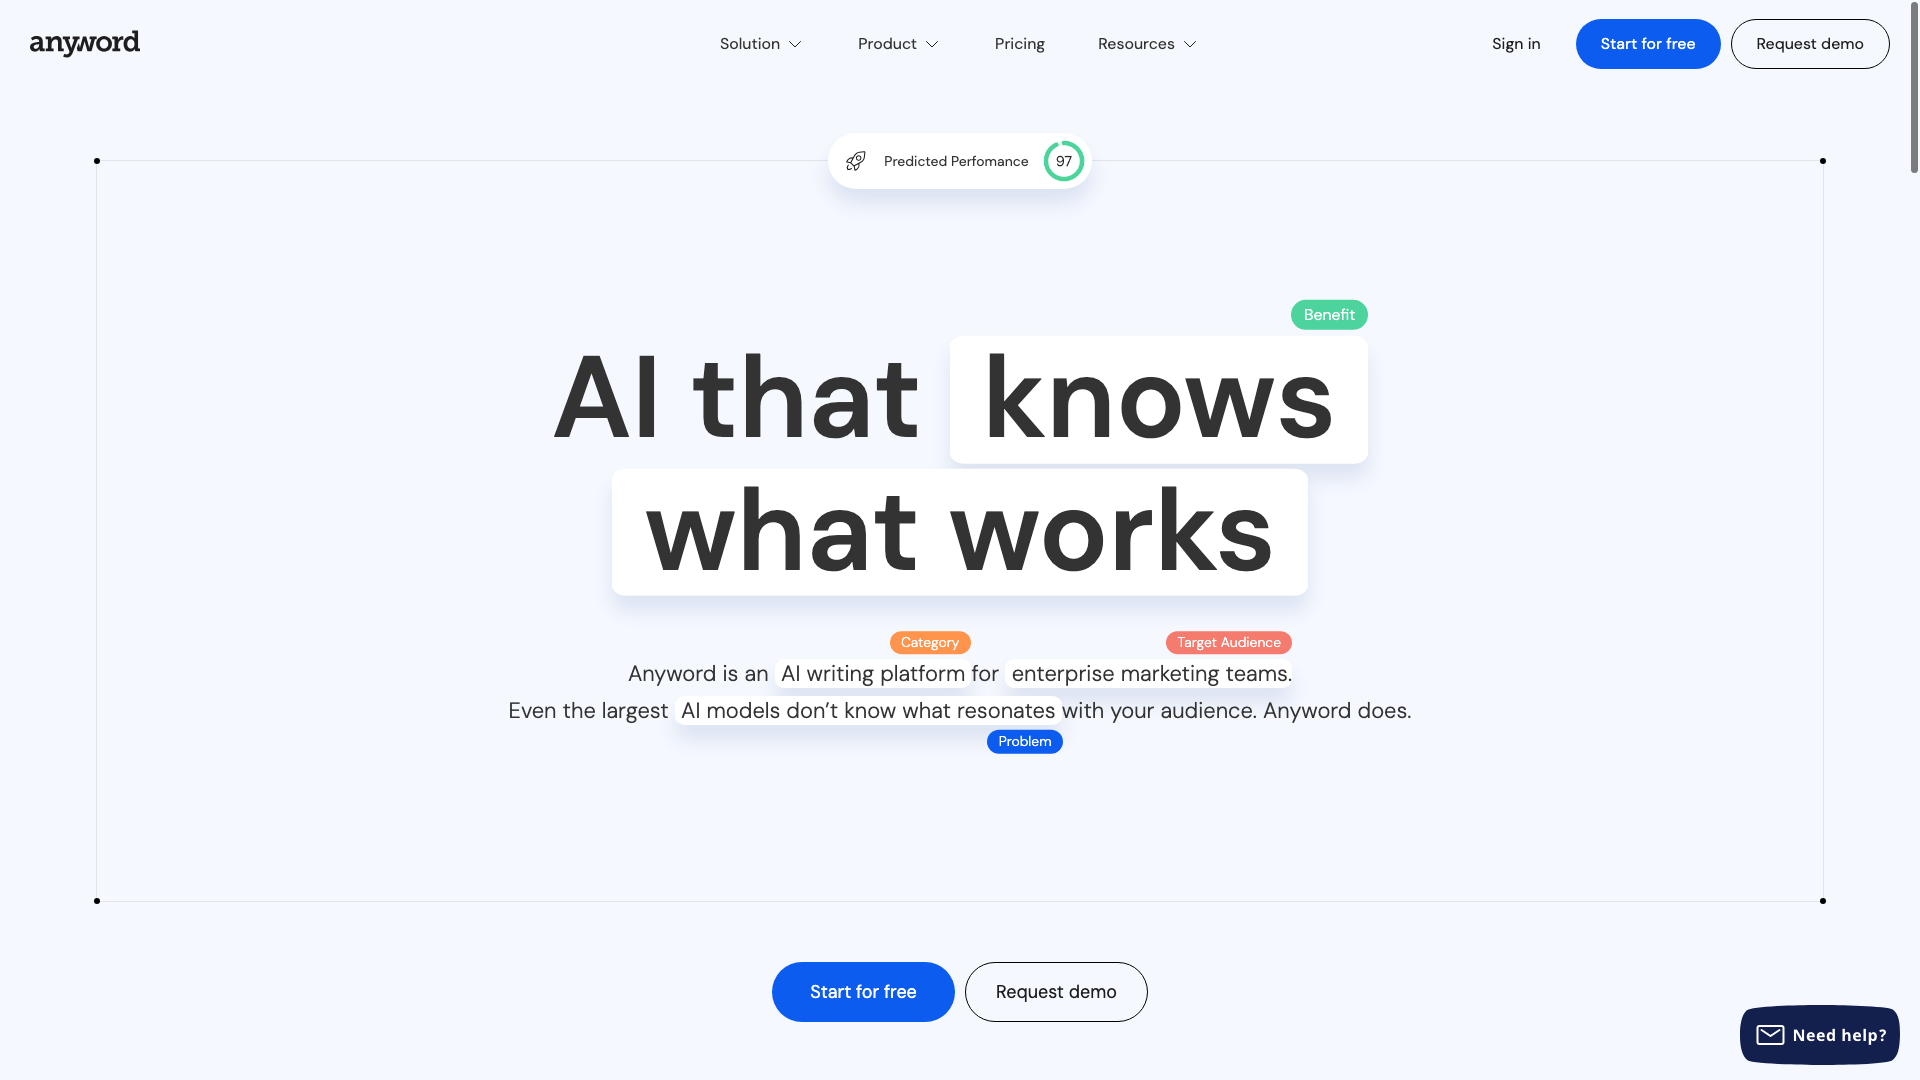 anyword
Solution
Product
Pricing
Resources
Sign in
Start for free
Request demo
Predicted Perfomance
97
Benefit
AI that knows
what works
Category
Target Audience
Anyword is an AI writing platform for enterprise marketing teams.
Even the largest AI models don’t know what resonates with your audience. Anyword does.
Problem
Start for free
Request demo
Need help?